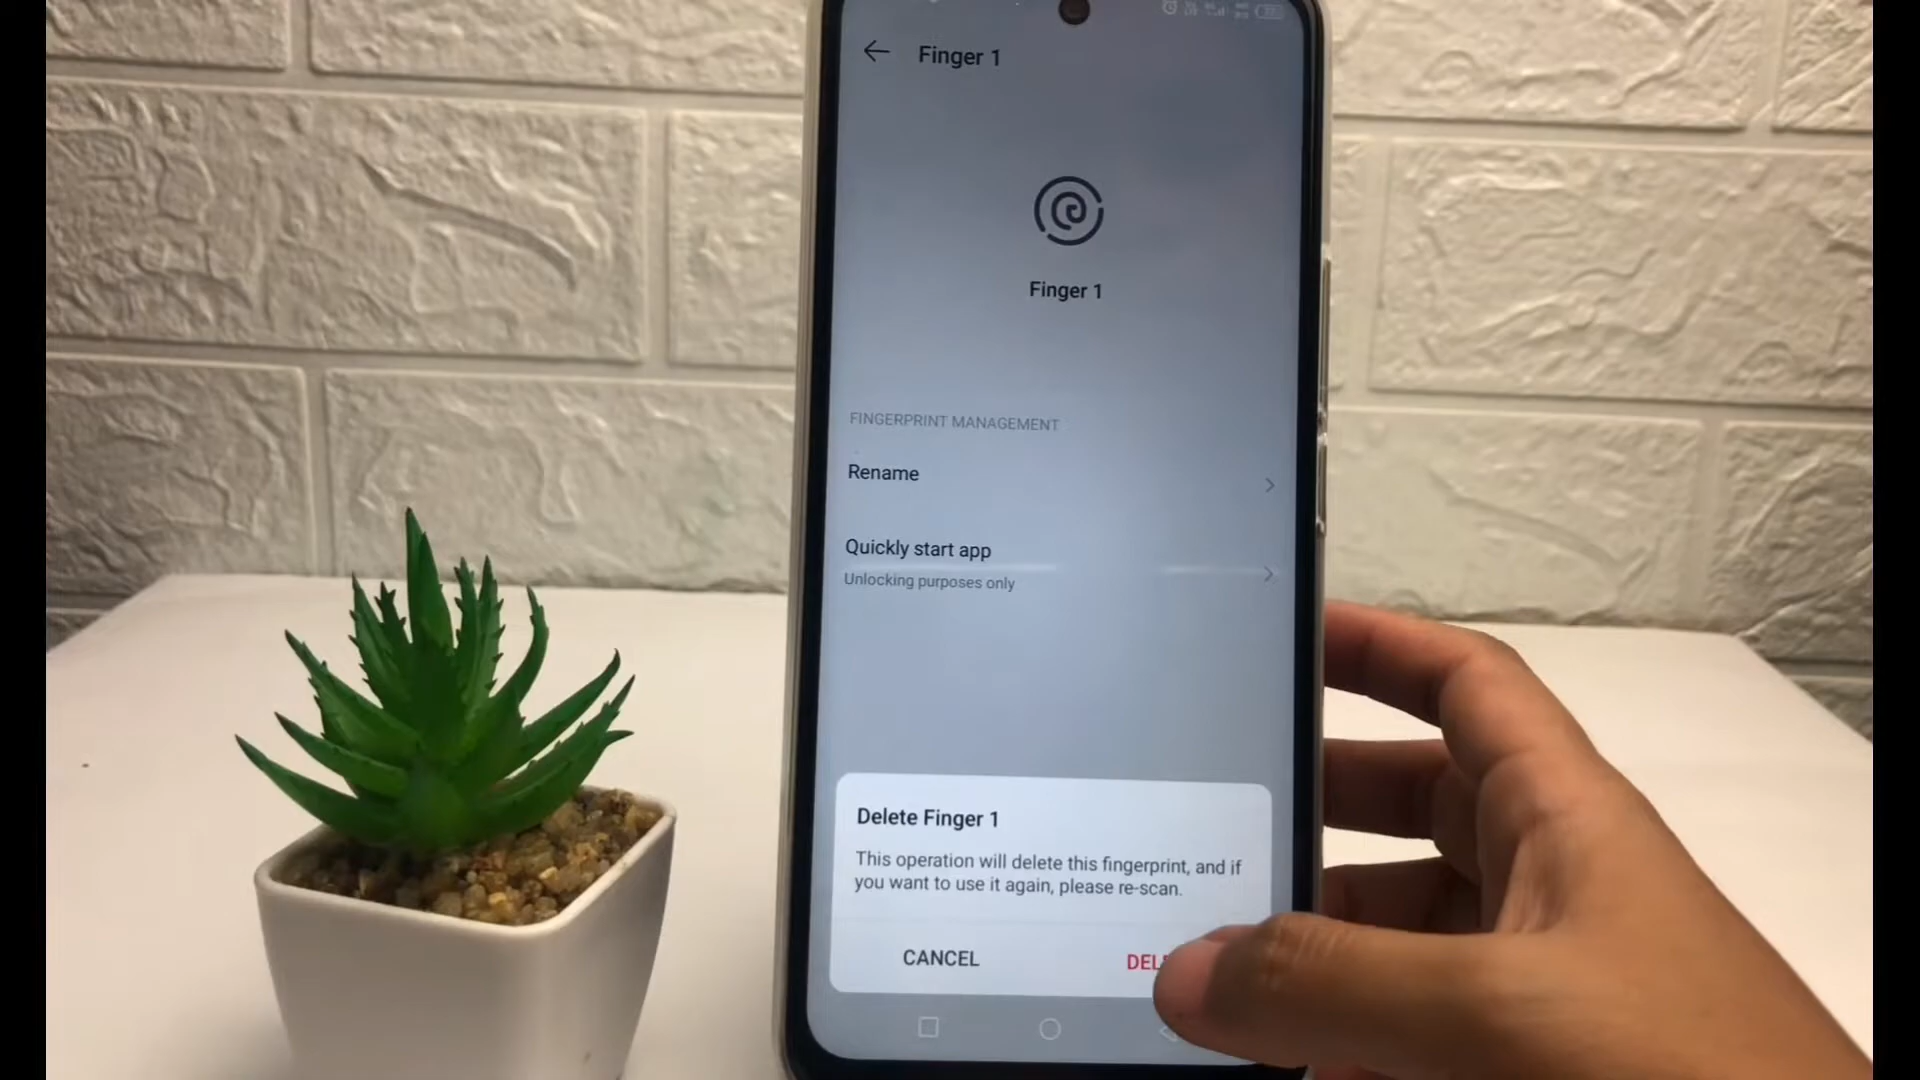 Finger 1
Finger 1
FINGERPRINT MANAGEMENT
Rename
Quickly start app
Unlocking purposes only
Delete Finger 1
This operation will delete this fingerprint, and if
you want to use it again, please re-scan.
CANCEL